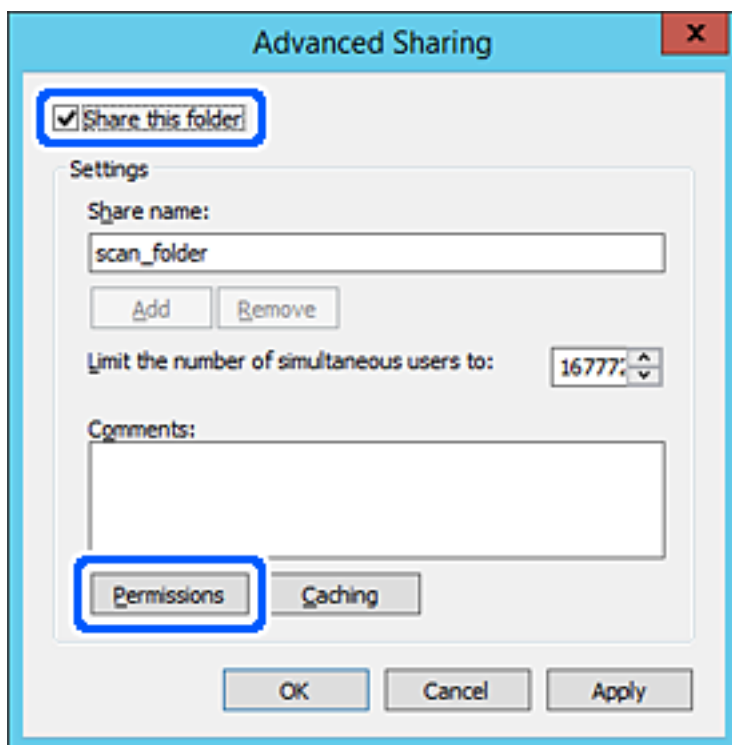 Advanced Sharing
x
Share this folder
Settings
Share name:
scan_folder
Add Remove
Limit the number of simultaneous users to:
Comments:
Permissions Caching
OK Cancel Apply